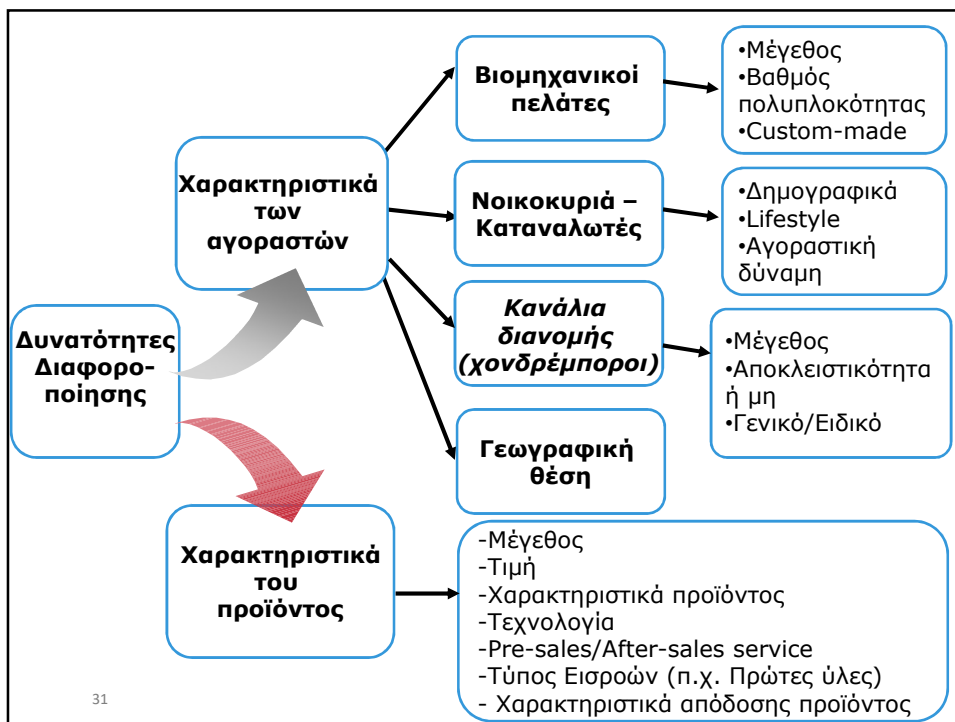 Δυνατότητες
Διαφορο-
ποίησης
Χαρακτηριστικά
των
αγοραστών
Βιομηχανικοί
πελάτες
•Μέγεθος
•Βαθμός
πολυπλοκότητας
•Custom-made
Νοικοκυριά –
Καταναλωτές
•Δημογραφικά
•Lifestyle
•Αγοραστική
δύναμη
Κανάλια
διανομής
(χονδρέμποροι)
•Μέγεθος
•Αποκλειστικότητα
ή μη
•Γενικό/Ειδικό
Γεωγραφική
θέση
Χαρακτηριστικά
του
προϊόντος
-Μέγεθος
-Τιμή
-Χαρακτηριστικά προϊόντος
-Τεχνολογία
-Pre-sales/After-sales service
-Τύπος Εισροών (π.χ. Πρώτες ύλες)
- Χαρακτηριστικά απόδοσης προϊόντος
31